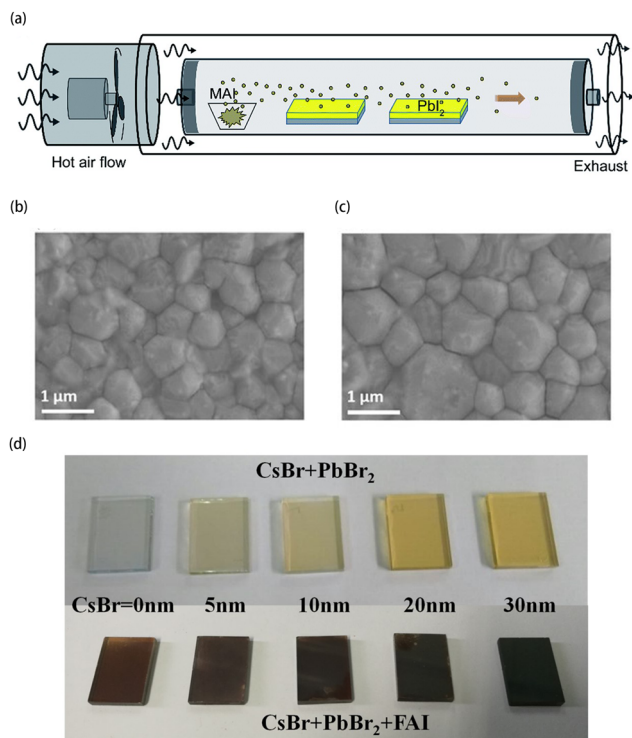 (a)
MAI
PbI2
Hot air flow
Exhaust
(b)
(c)
1 μm
1 μm
(d)
CsBr+PbBr2
CsBr=0nm 5nm 10nm 20nm 30nm
CsBr+PbBr2+FAI